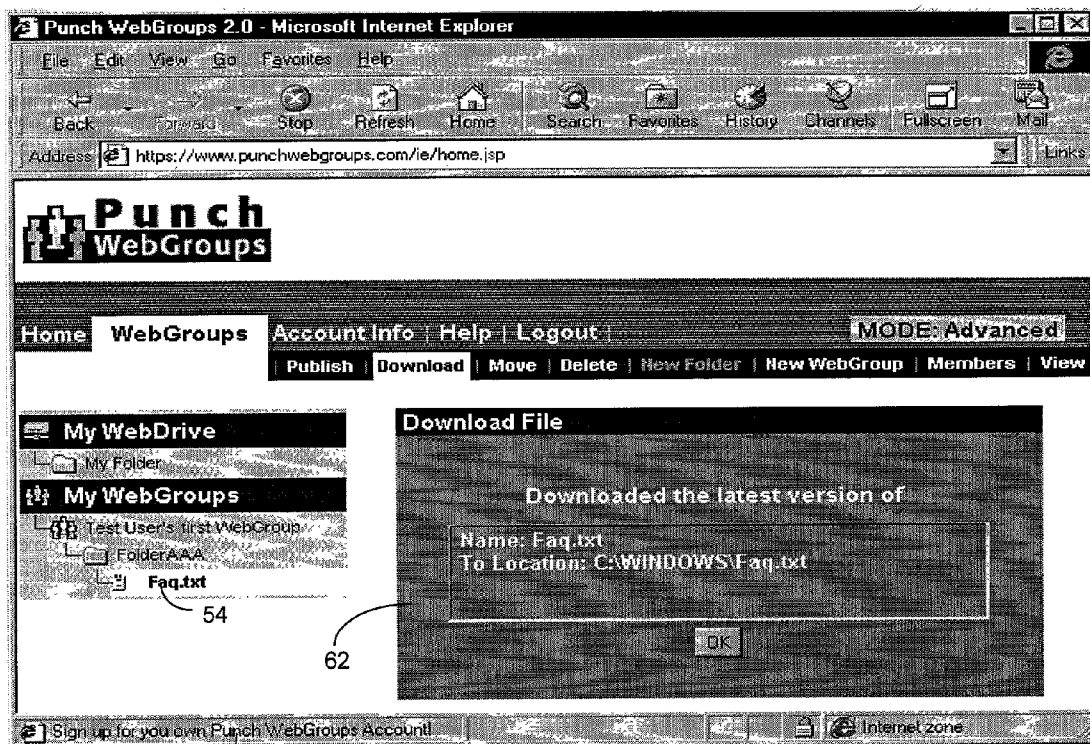 Punch WebGroups 2.0 - Microsoft Internet Explorer
File Edit View Go Favorites Help
Back Forward Stop Refresh Home Search Favorites History Channels Fullscreen Mail
Address https://www.punchwebgroups.com/ie/home.jsp Links
Punch
WebGroups
Home WebGroups Account Info | Help | Logout | MODE: Advanced
| Publish | Download | Move | Delete | New Folder | New WebGroup | Members | View
My WebDrive
My Folder
My WebGroups
Test User's first WebGroup
FolderAAA
Faq.txt
54
Download File
Downloaded the latest version of
Name: Faq.txt
To Location: C:\WINDOWS\Faq.txt
OK
62
Sign up for you own Punch WebGroups Account! Internet zone